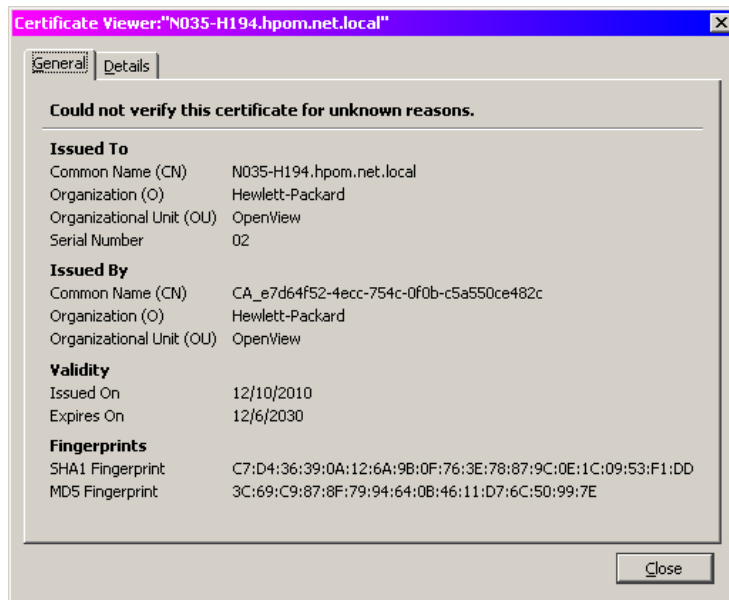 Certificate Viewer:"N035-H194.hpom.net.local"
General Details
Could not verify this certificate for unknown reasons.
Issued To
Common Name (CN) N035-H194.hpom.net.local
Organization (O) Hewlett-Packard
Organizational Unit (OU) OpenView
Serial Number 02
Issued By
Common Name (CN) CA_e7d64f52-4ecc-754c-0f0b-c5a550ce482c
Organization (O) Hewlett-Packard
Organizational Unit (OU) OpenView
Validity
Issued On 12/10/2010
Expires On 12/6/2030
Fingerprints
SHA1 Fingerprint C7:D4:36:39:0A:12:6A:9B:0F:76:3E:78:87:9C:0E:1C:09:53:F1:DD
MD5 Fingerprint 3C:69:C9:87:8F:79:94:64:0B:46:11:D7:6C:50:99:7E
Close